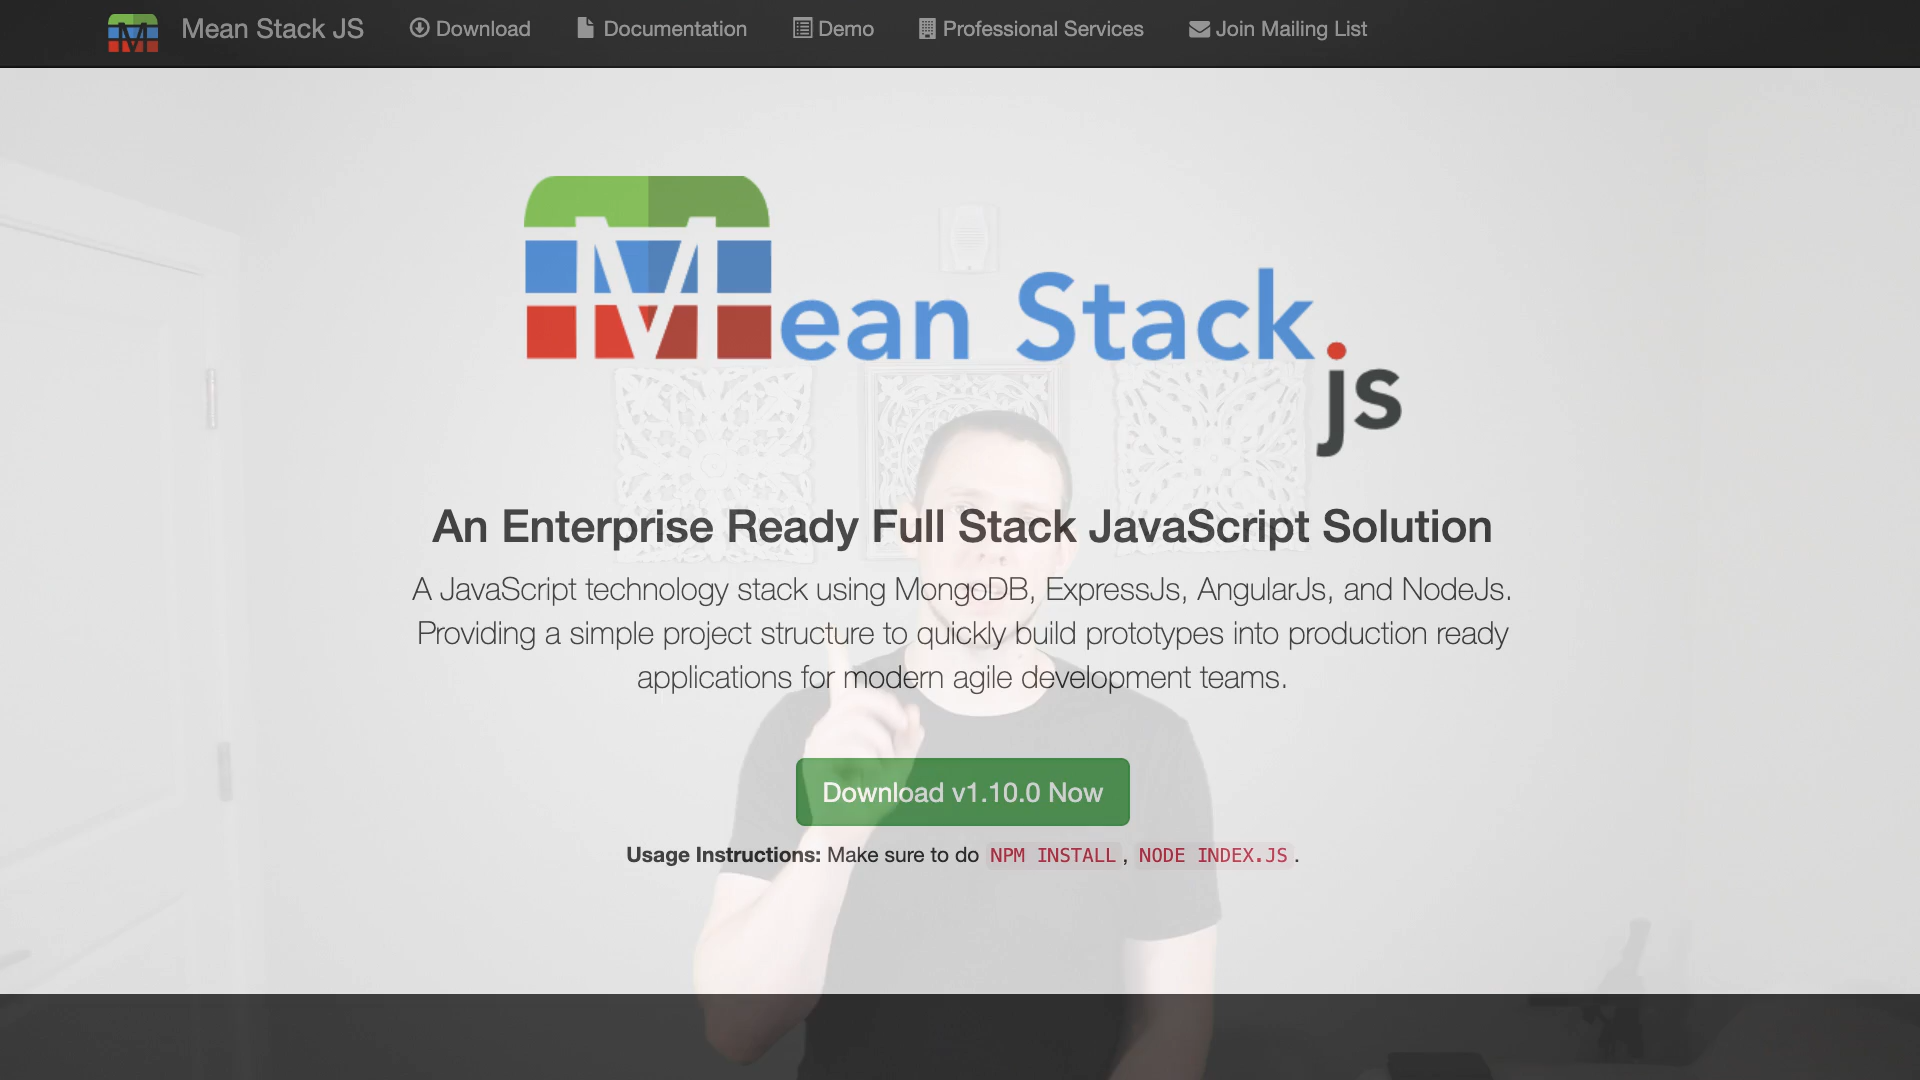 Mean Stack JS Download Documentation Demo Professional Services Join Mailing List
Mean Stack.js
An Enterprise Ready Full Stack JavaScript Solution
A JavaScript technology stack using MongoDB, ExpressJs, AngularJs, and NodeJs.
Providing a simple project structure to quickly build prototypes into production ready
applications for modern agile development teams.
Download v1.10.0 Now
Usage Instructions: Make sure to do NPM INSTALL, NODE INDEX.JS.